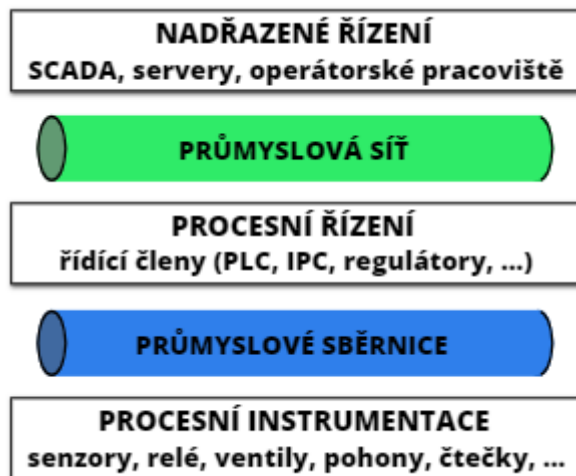 NADŘAZENÉ ŘÍZENÍ
SCADA, servery, operátorské pracoviště
PRŮMYSLOVÁ SÍŤ
PROCESNÍ ŘÍZENÍ
řídící členy (PLC, IPC, regulátory, ...)
PRŮMYSLOVÉ SBĚRNICE
PROCESNÍ INSTRUMENTACE
senzory, relé, ventily, pohony, čtečky, ...